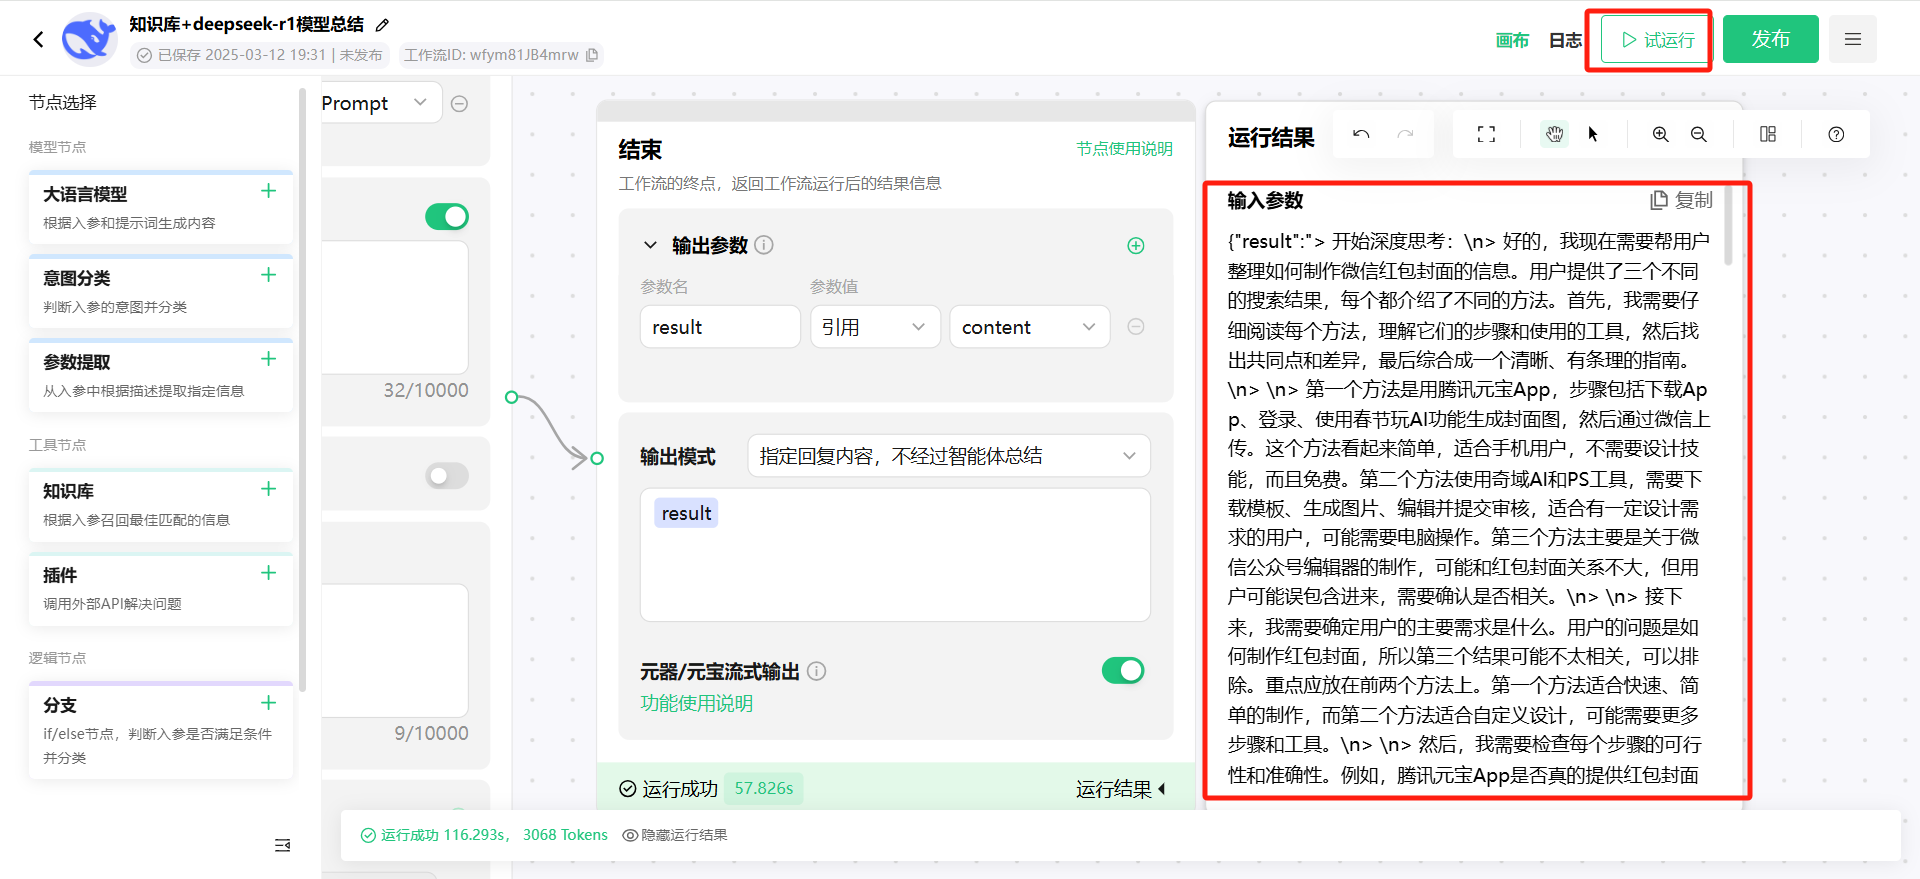 知识库+deepseek-r1模型总结
已保存 2025-03-12 19:31 | 未发布
工作流ID: wfym81JB4mrw
画布
日志
试运行
发布
节点选择
模型节点
大语言模型
根据入参和提示词生成内容
意图分类
判断入参的意图并分类
参数提取
从入参中根据描述提取指定信息
工具节点
知识库
根据入参召回最佳匹配的信息
插件
调用外部API解决问题
逻辑节点
分支
if/else节点，判断入参是否满足条件
并分类
Prompt
32/10000
9/10000
结束
节点使用说明
工作流的终点，返回工作流运行后的结果信息
输出参数
参数名
参数值
result
引用
content
输出模式
指定回复内容，不经过智能体总结
result
元器/元宝流式输出
功能使用说明
运行成功
57.826s
运行结果
运行结果
输入参数
复制
{"result":"> 开始深度思考：\n> 好的，我现在需要帮用户
整理如何制作微信红包封面的信息。用户提供了三个不同
的搜索结果，每个都介绍了不同的方法。首先，我需要仔
细阅读每个方法，理解它们的步骤和使用的工具，然后找
出共同点和差异，最后综合成一个清晰、有条理的指南。
\n> \n> 第一个方法是用腾讯元宝App，步骤包括下载Ap
p、登录、使用春节玩AI功能生成封面图，然后通过微信上
传。这个方法看起来简单，适合手机用户，不需要设计技
能，而且免费。第二个方法使用奇域AI和PS工具，需要下
载模板、生成图片、编辑并提交审核，适合有一定设计需
求的用户，可能需要电脑操作。第三个方法主要是关于微
信公众号编辑器的制作，可能和红包封面关系不大，但用
户可能误包含进来，需要确认是否相关。\n> \n> 接下
来，我需要确定用户的主要需求是什么。用户的问题是如
何制作红包封面，所以第三个结果可能不太相关，可以排
除。重点应放在前两个方法上。第一个方法适合快速、简
单的制作，而第二个方法适合自定义设计，可能需要更多
步骤和工具。\n> \n> 然后，我需要检查每个步骤的可行
性和准确性。例如，腾讯元宝App是否真的提供红包封面
运行成功 116.293s， 3068 Tokens
隐藏运行结果